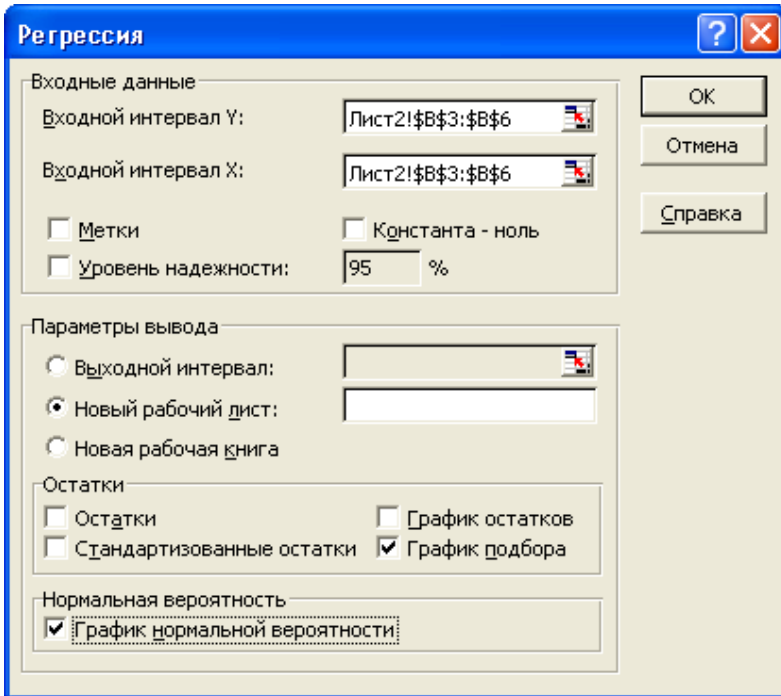 Регрессия
Входные данные
Входной интервал Y: Лист2!$B$3:$B$6
Входной интервал X: Лист2!$B$3:$B$6
Метки Константа - ноль
Уровень надежности: 95 %
ОК
Отмена
Справка
Параметры вывода
Выходной интервал:
Новый рабочий лист:
Новая рабочая книга
Остатки
Остатки График остатков
Стандартизованные остатки График подбора
Нормальная вероятность
График нормальной вероятности